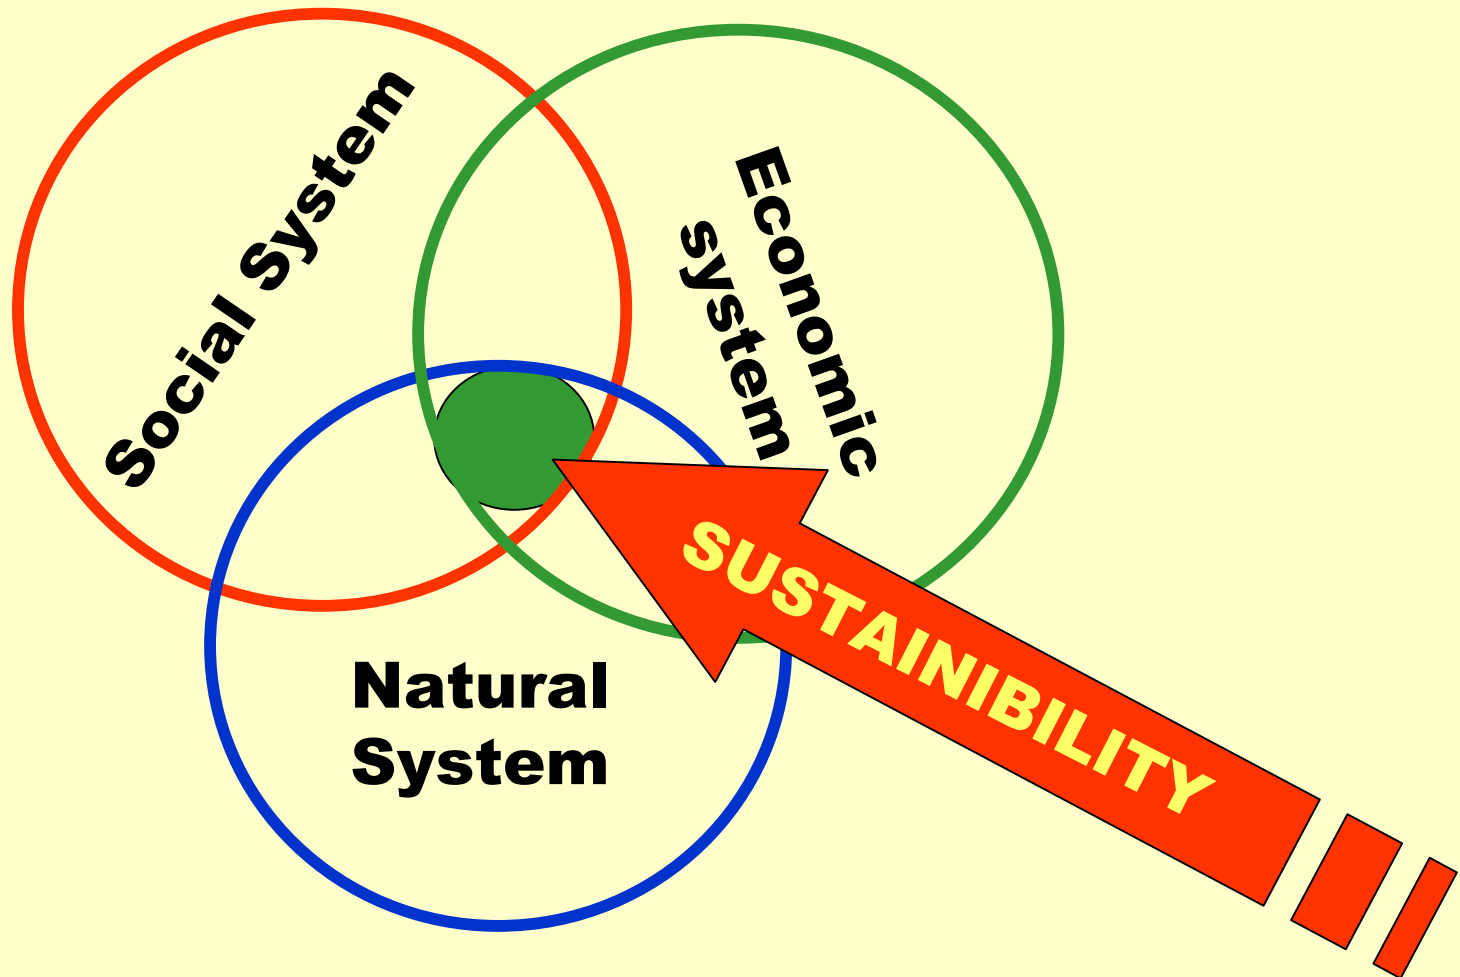 Social System
Economic
system
Natural
System
SUSTAINIBILITY